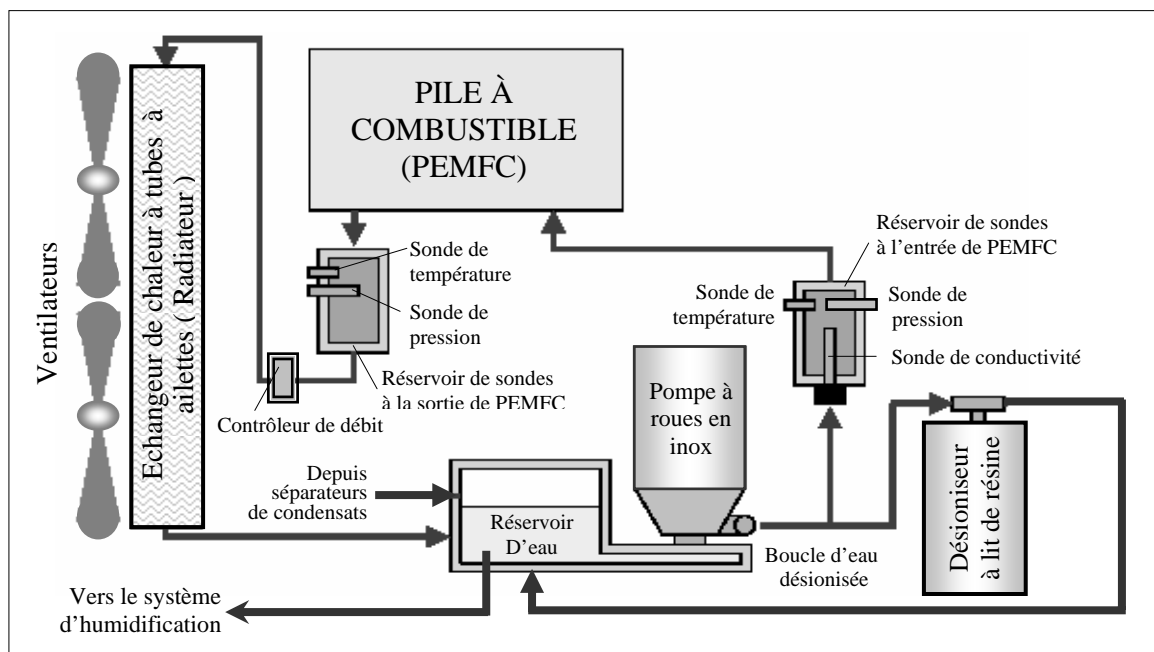 PILE À
COMBUSTIBLE
(PEMFC)
Ventilateurs
Echangeur de chaleur à tubes à
ailettes ( Radiateur )
Sonde de
température
Sonde de
pression
Réservoir de sondes
à la sortie de PEMFC
Contrôleur de débit
Réservoir de sondes
à l’entrée de PEMFC
Sonde de
température
Sonde de
pression
Sonde de conductivité
Pompe à
roues en
inox
Depuis
séparateurs
de condensats
Réservoir
D’eau
Boucle d’eau
désionisée
Désioniseur
à lit de résine
Vers le système
d’humidification